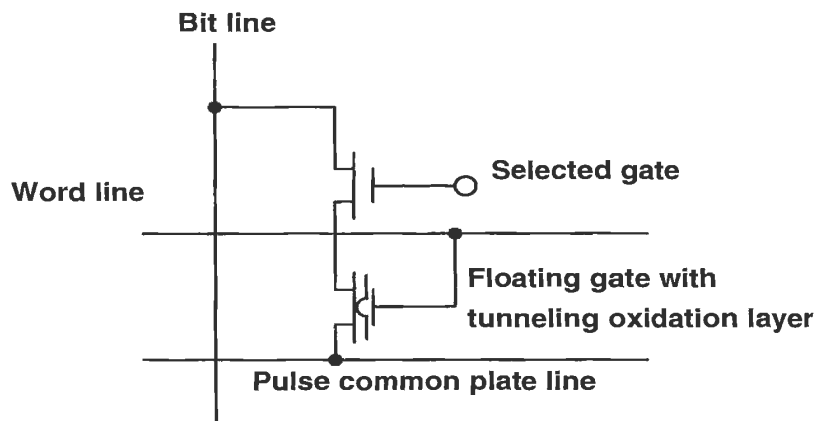 Bit line
Selected gate
Word line
Floating gate with
tunneling oxidation layer
Pulse common plate line